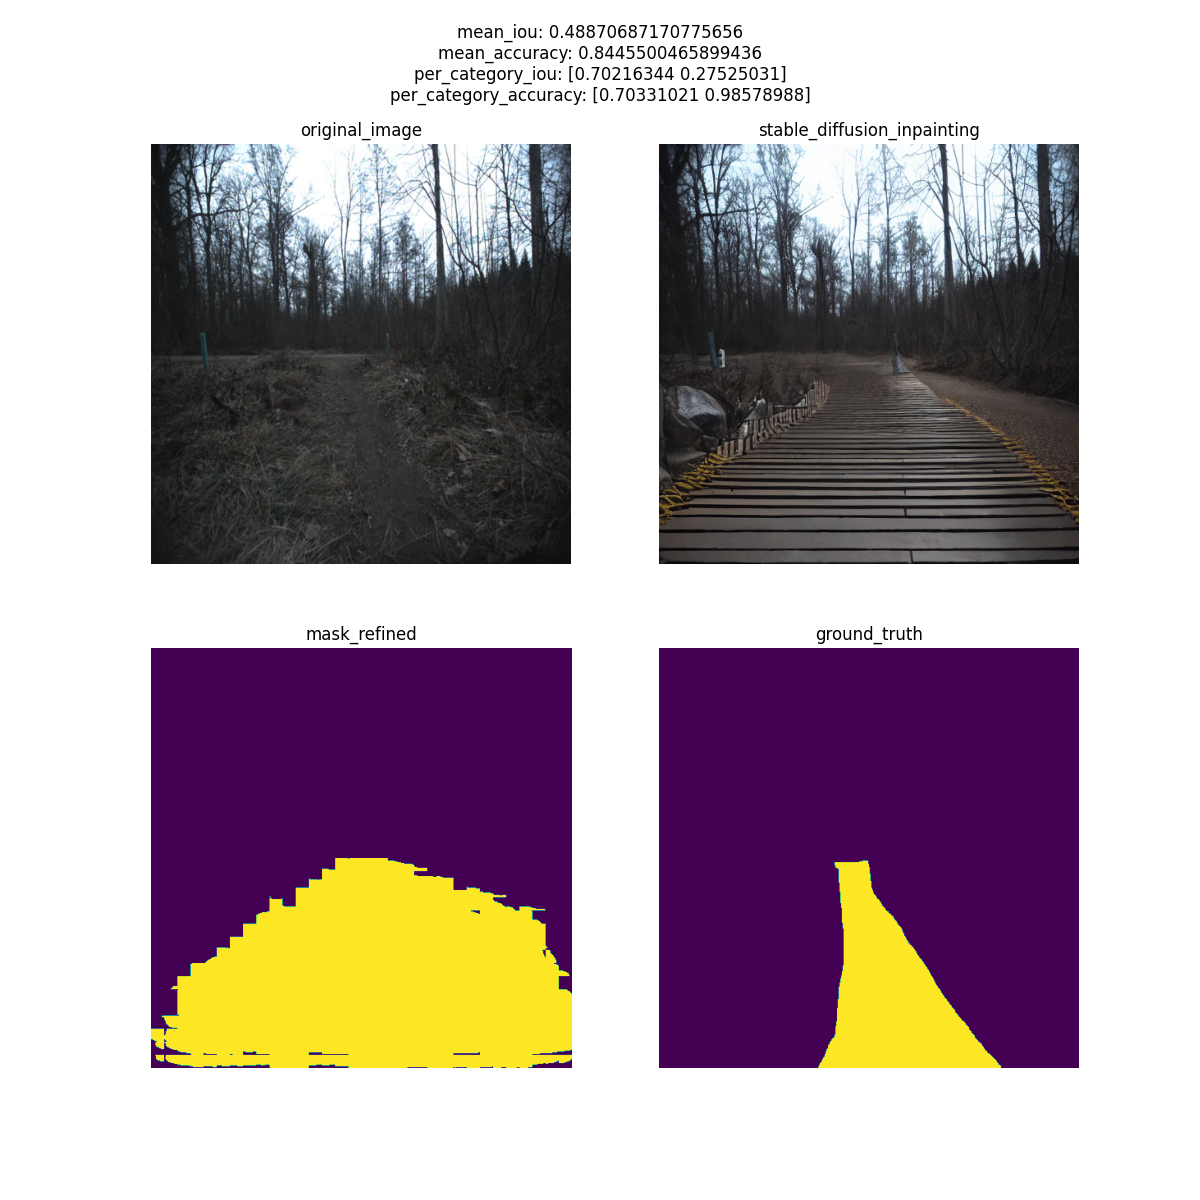 mean_iou: 0.48870687170775656
mean_accuracy: 0.8445500465899436
per_category_iou: [0.70216344 0.27525031]
per_category_accuracy: [0.70331021 0.98578988]
original_image
stable_diffusion_inpainting
mask_refined
ground_truth